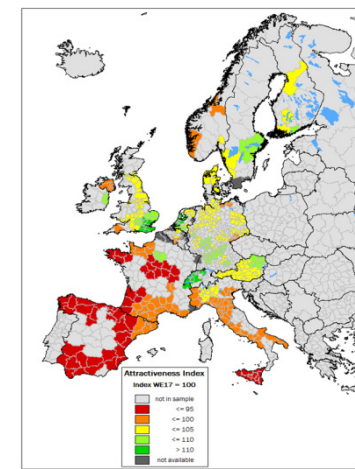 Attractiveness Index
Index WE17 = 100
not in sample
<= 95
<= 100
<= 105
<= 110
> 110
not available